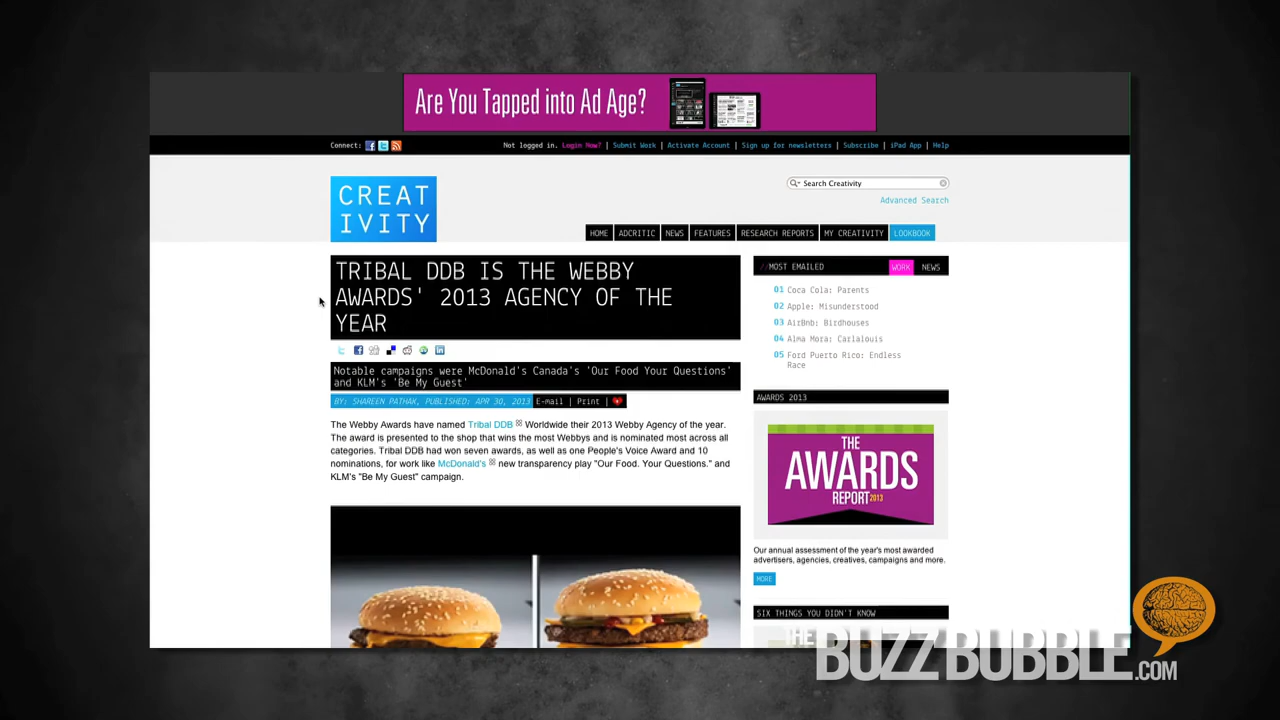 Are You Tapped into Ad Age?
Connect:
Not logged in. Login Now? | Submit Work | Activate Account | Sign up for newsletters | Subscribe | iPad App | Help
CREAT
IVITY
Search Creativity
Advanced Search
HOME ADCRITIC NEWS FEATURES RESEARCH REPORTS MY CREATIVITY LOOKBOOK
TRIBAL DDB IS THE WEBBY
AWARDS' 2013 AGENCY OF THE
YEAR
Notable campaigns were McDonald's Canada's 'Our Food Your Questions'
and KLM's 'Be My Guest'
BY: SHAREEN PATHAK, PUBLISHED: APR 30, 2013 E-mail | Print |
The Webby Awards have named Tribal DDB Worldwide their 2013 Webby Agency of the year.
The award is presented to the shop that wins the most Webbys and is nominated most across all
categories. Tribal DDB had won seven awards, as well as one People's Voice Award and 10
nominations, for work like McDonald's new transparency play "Our Food. Your Questions." and
KLM's "Be My Guest" campaign.
//MOST EMAILED WORK NEWS
01 Coca Cola: Parents
02 Apple: Misunderstood
03 AirBnb: Birdhouses
04 Alma Mora: Carlalouis
05 Ford Puerto Rico: Endless
Race
AWARDS 2013
THE
AWARDS
REPORT 2013
Our annual assessment of the year's most awarded
advertisers, agencies, creatives, campaigns and more.
MORE
SIX THINGS YOU DIDN'T KNOW
THE
BUZZBUBBLE.COM